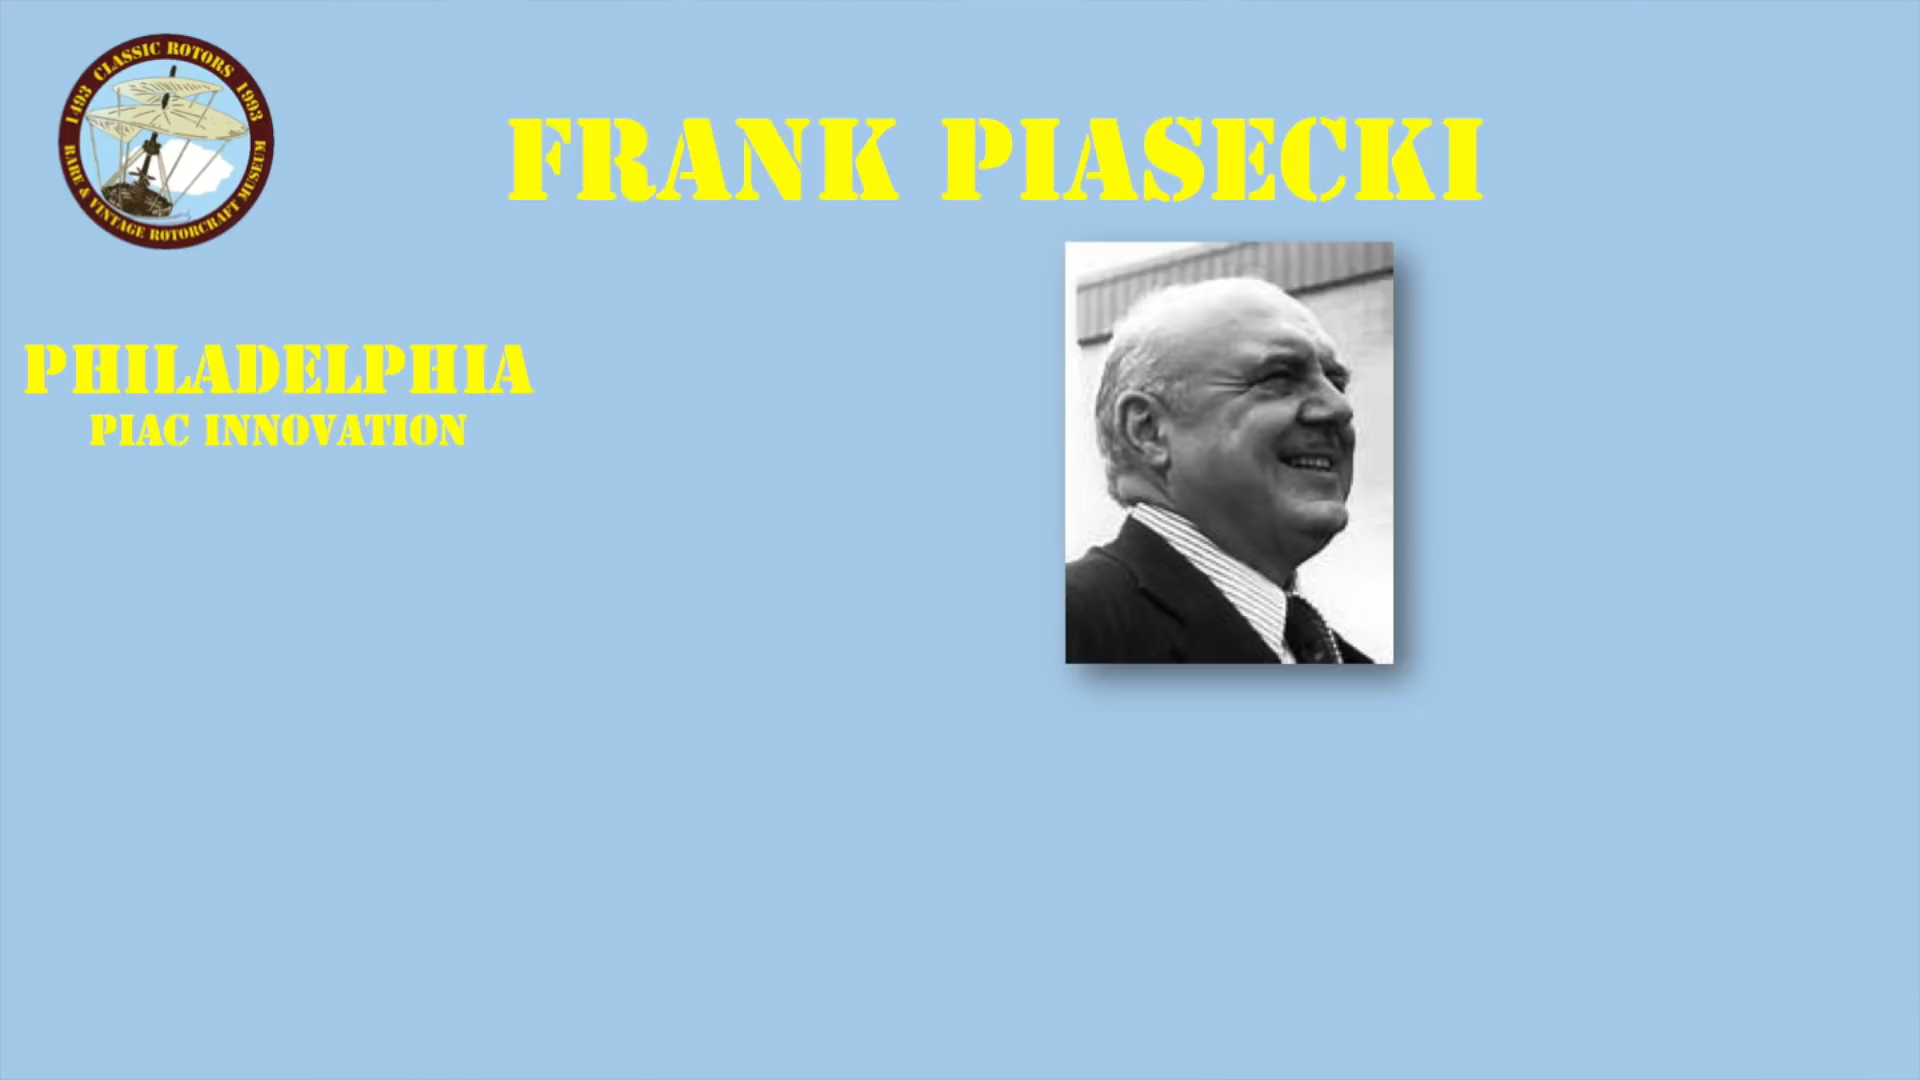 1493 CLASSIC ROTORS 1993
RARE & VINTAGE ROTORCRAFT MUSEUM
FRANK PIASECKI
PHILADELPHIA
PIAC INNOVATION